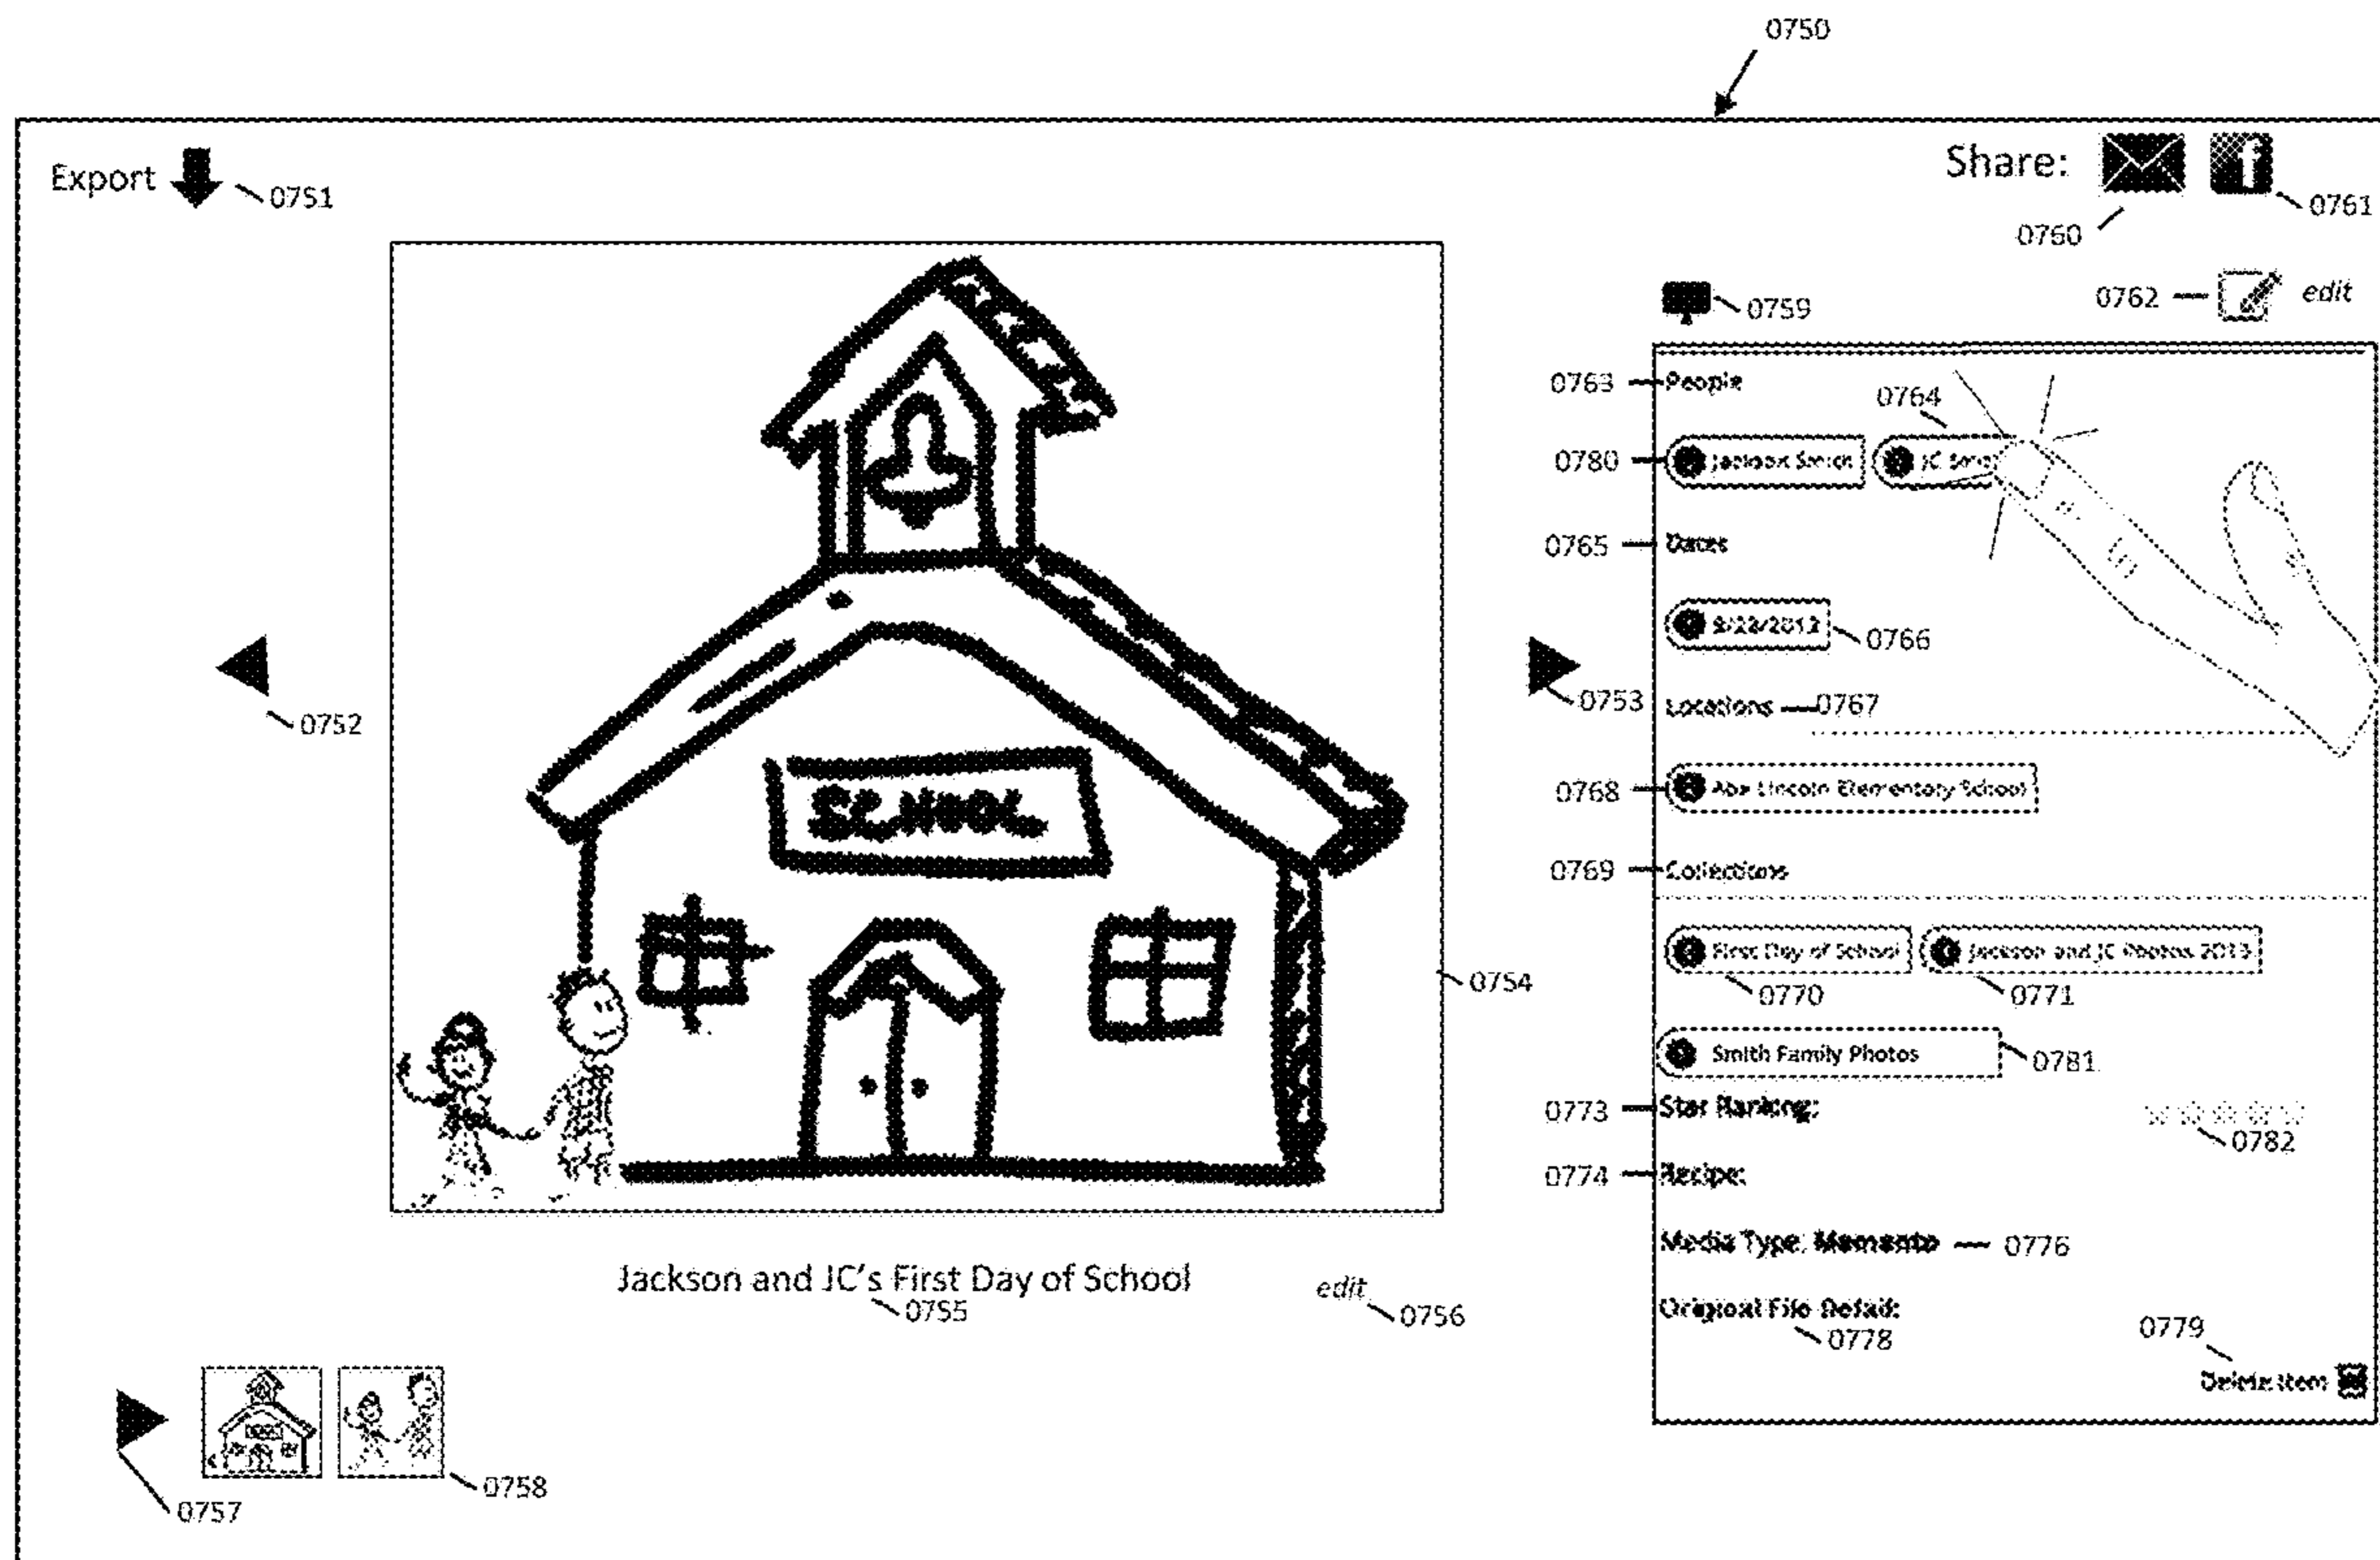 0750
Export
0751
Share:
0761
0760
0759
0762
edit
0763
People
0764
0780
Jackson Smith
JC Smi
0765
Dates
0766
0752
0753
Locations
0767
SCHOOL
0768
Abe Lincoln Elementary School
0769
Collections
First Day of School
Jackson and JC Photos 2013
0754
0770
0771
Smith Family Photos
0781
0773
Star Ranking:
0782
0774
Recipe:
Media Type: Memento
0776
Jackson and JC's First Day of School
edit
0755
0756
Original File Detail:
0778
0779
Delete Item
0758
0757